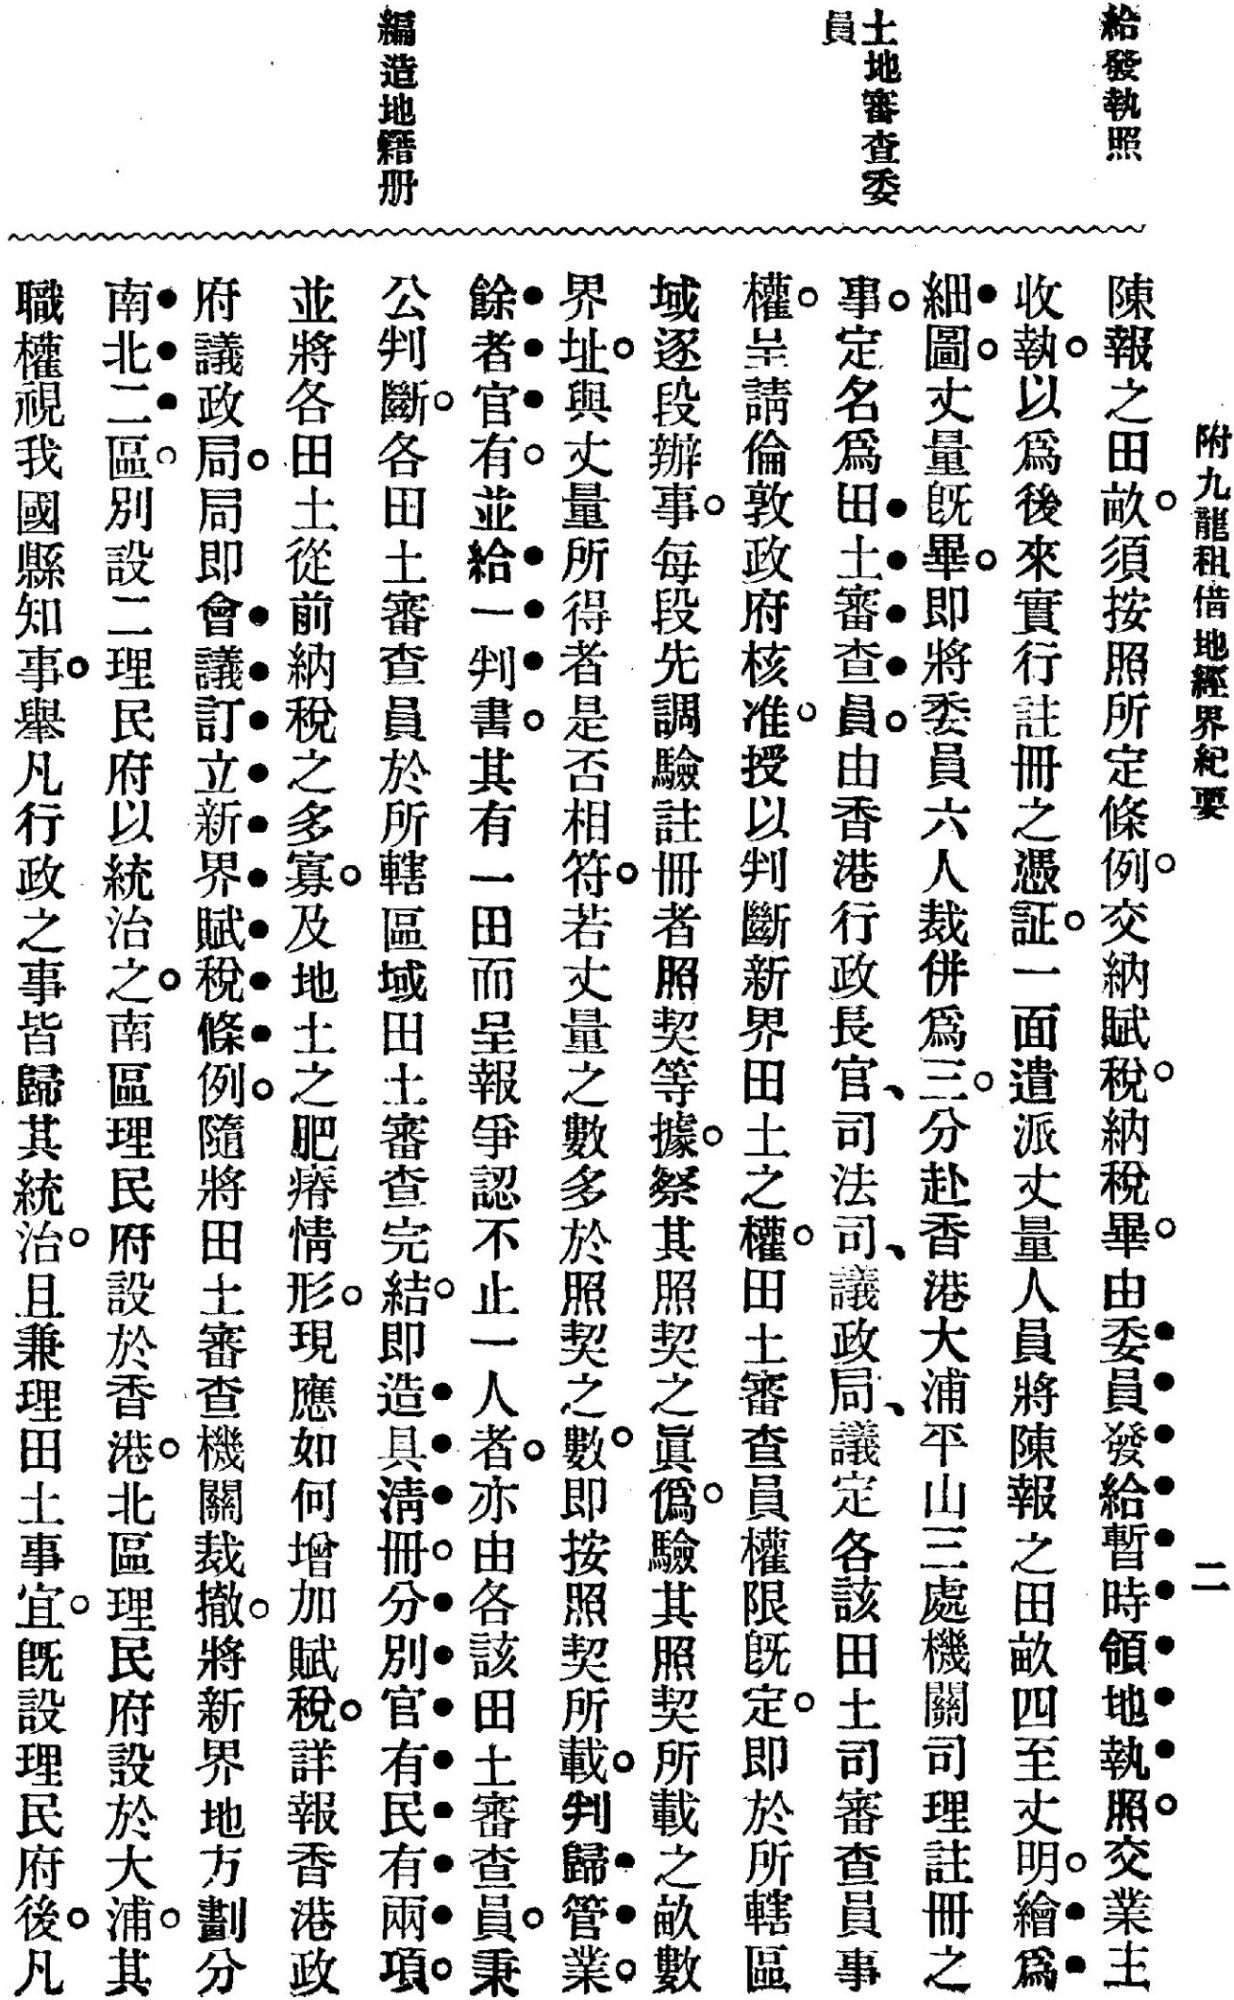 附九龍租借地經界紀要
二
給發執照
土地審查委
員
編造地籍册
陳報之田畝。須按照所定條例。交納賦稅。納稅畢。由委員發給暫時領地執照。交業主
收執。以爲後來實行註冊之憑証。一面遣派丈量人員將陳報之田畝四至丈明。繪爲
細圖。丈量既畢。即將委員六人裁併爲三。分赴香港大浦平山三處機關司理註冊之
事。定名爲田土審查員。由香港行政長官、司法司、議政局、議定各該田土司審查員事
權。呈請倫敦政府核准。授以判斷新界田土之權。田土審查員權限既定。即於所轄區
域逐段辦事。每段先調驗註冊者照契等據。祭其照契之眞僞。驗其照契所載之畝數
界址。與丈量所得者是否相符。若丈量之數多於照契之數。即按照契所載。判歸管業。
餘者官有。並給一判書。其有一田而呈報爭認不止一人者。亦由各該田土審查員。秉
公判斷。各田土審查員於所轄區域田土審查完結。即造具淸冊。分別官有民有兩項。
並將各田土從前納稅之多寡。及地土之肥瘠情形。現應如何增加賦稅。詳報香港政
府議政局。局即會議訂立新界賦稅條例。隨將田土審查機關裁撤。將新界地方劃分
南北二區。別設二理民府以統治之。南區理民府設於香港。北區理民府設於大浦。其
職權視我國縣知事。舉凡行政之事皆歸其統治。且兼理田土事宜。既設理民府後。凡